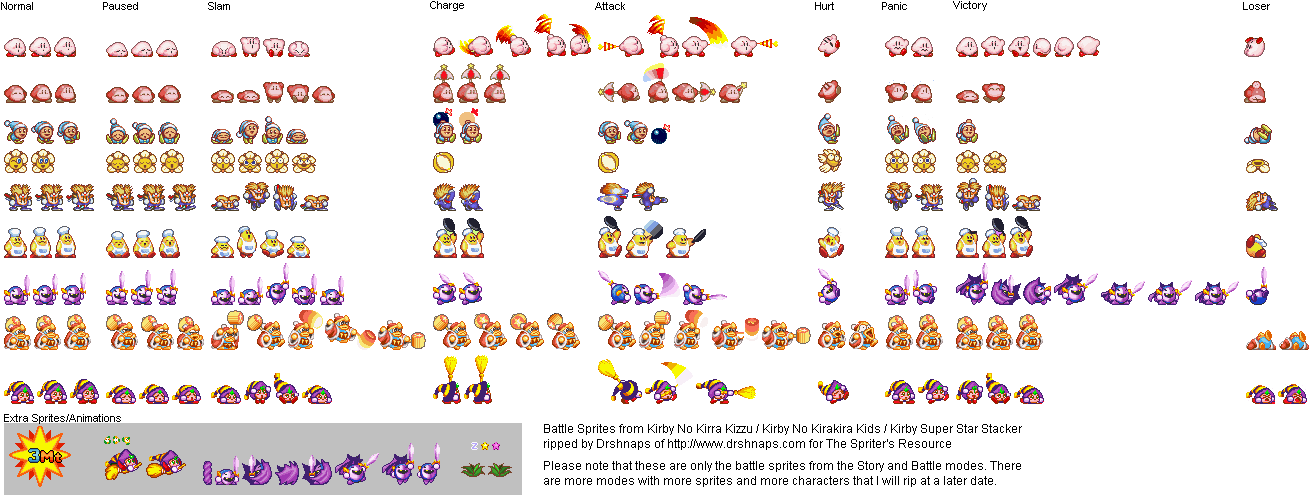 Normal Paused Slam Charge Attack Hurt Panic Victory Loser
Extra Sprites/Animations
3Mt
Z
Battle Sprites from Kirby No Kirra Kizzu / Kirby No Kirakira Kids / Kirby Super Star Stacker
ripped by Drshnaps of http://www.drshnaps.com for The Spriter's Resource
Please note that these are only the battle sprites from the Story and Battle modes. There
are more modes with more sprites and more characters that I will rip at a later date.